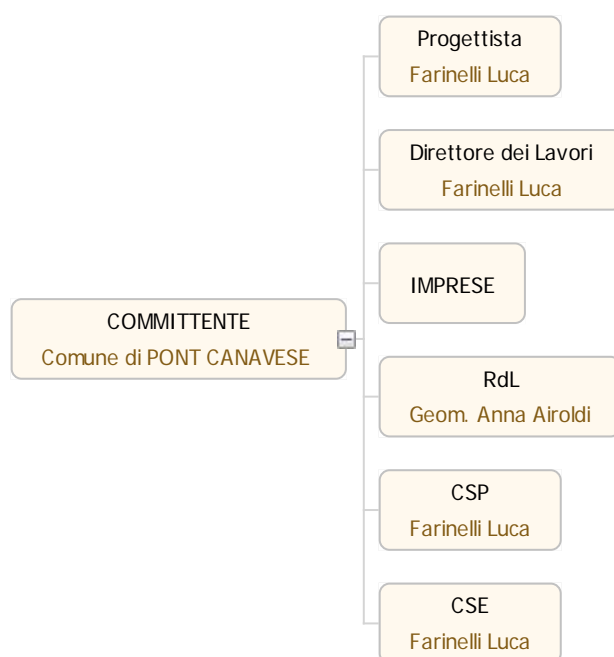 Progettista
Farinelli Luca
Direttore dei Lavori
Farinelli Luca
IMPRESE
COMMITTENTE
Comune di PONT CANAVESE
RdL
Geom. Anna Airoldi
CSP
Farinelli Luca
CSE
Farinelli Luca